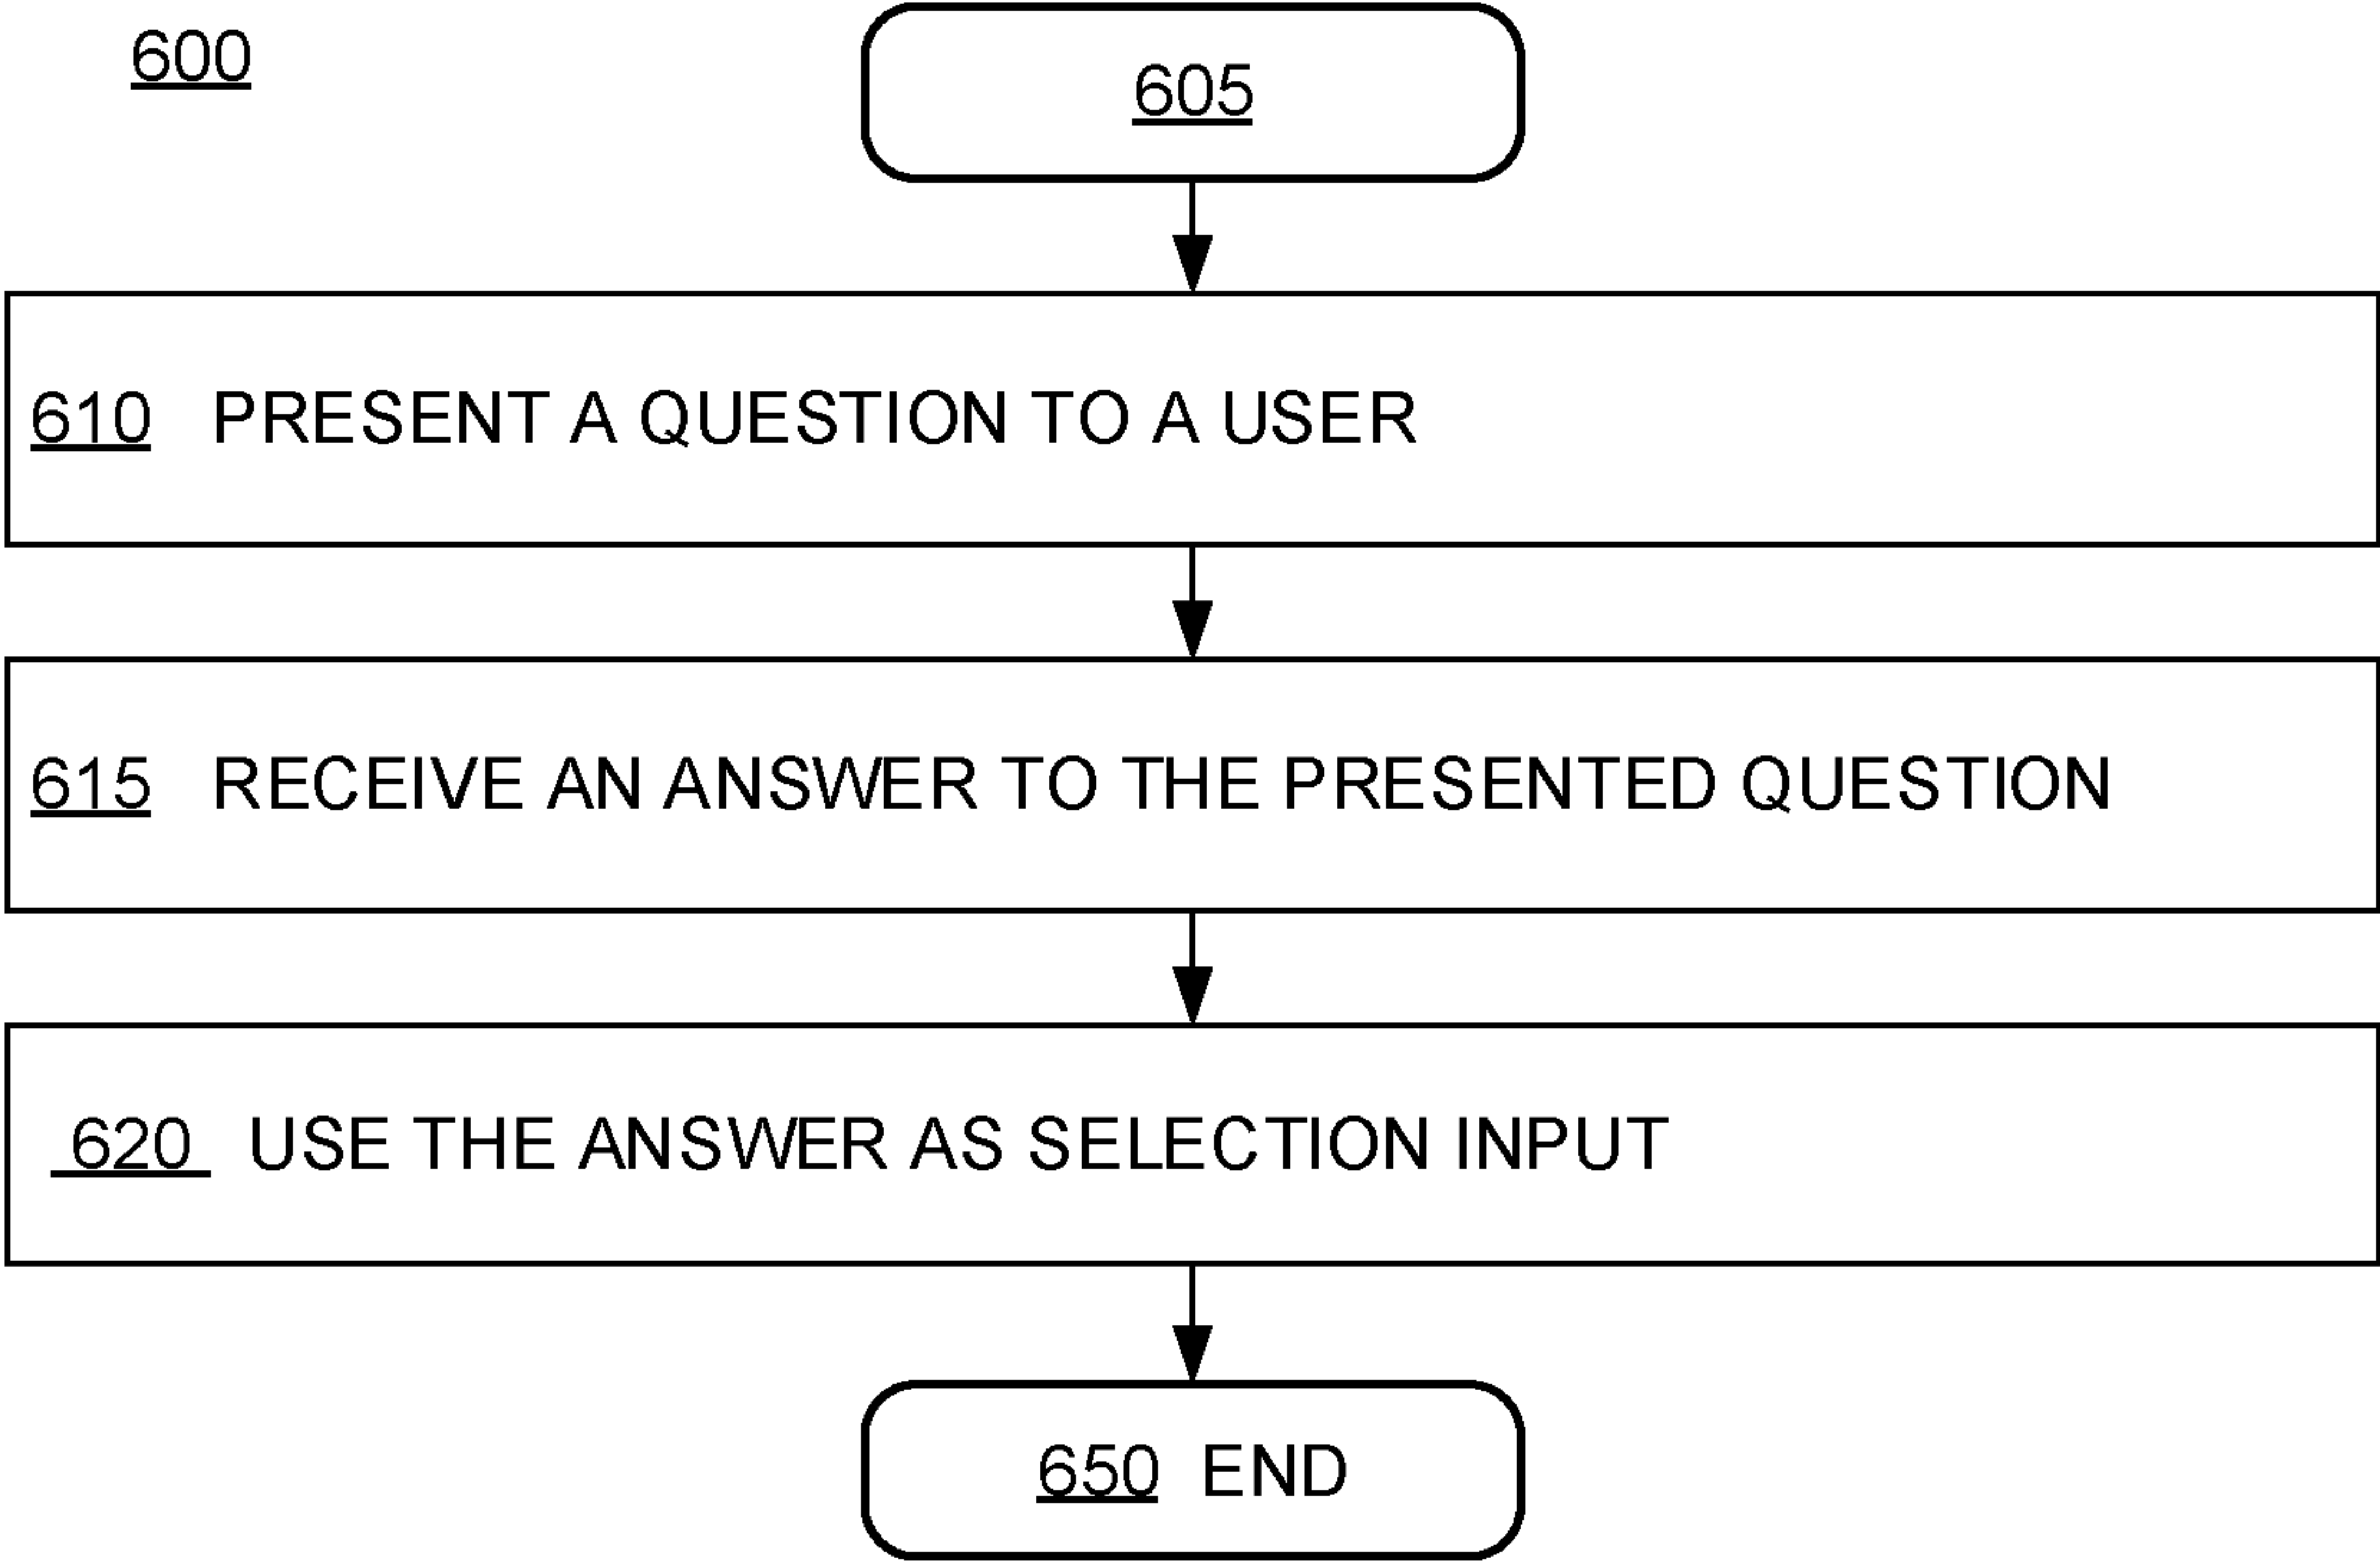 600
605
610 PRESENT A QUESTION TO A USER
615 RECEIVE AN ANSWER TO THE PRESENTED QUESTION
620 USE THE ANSWER AS SELECTION INPUT
650 END